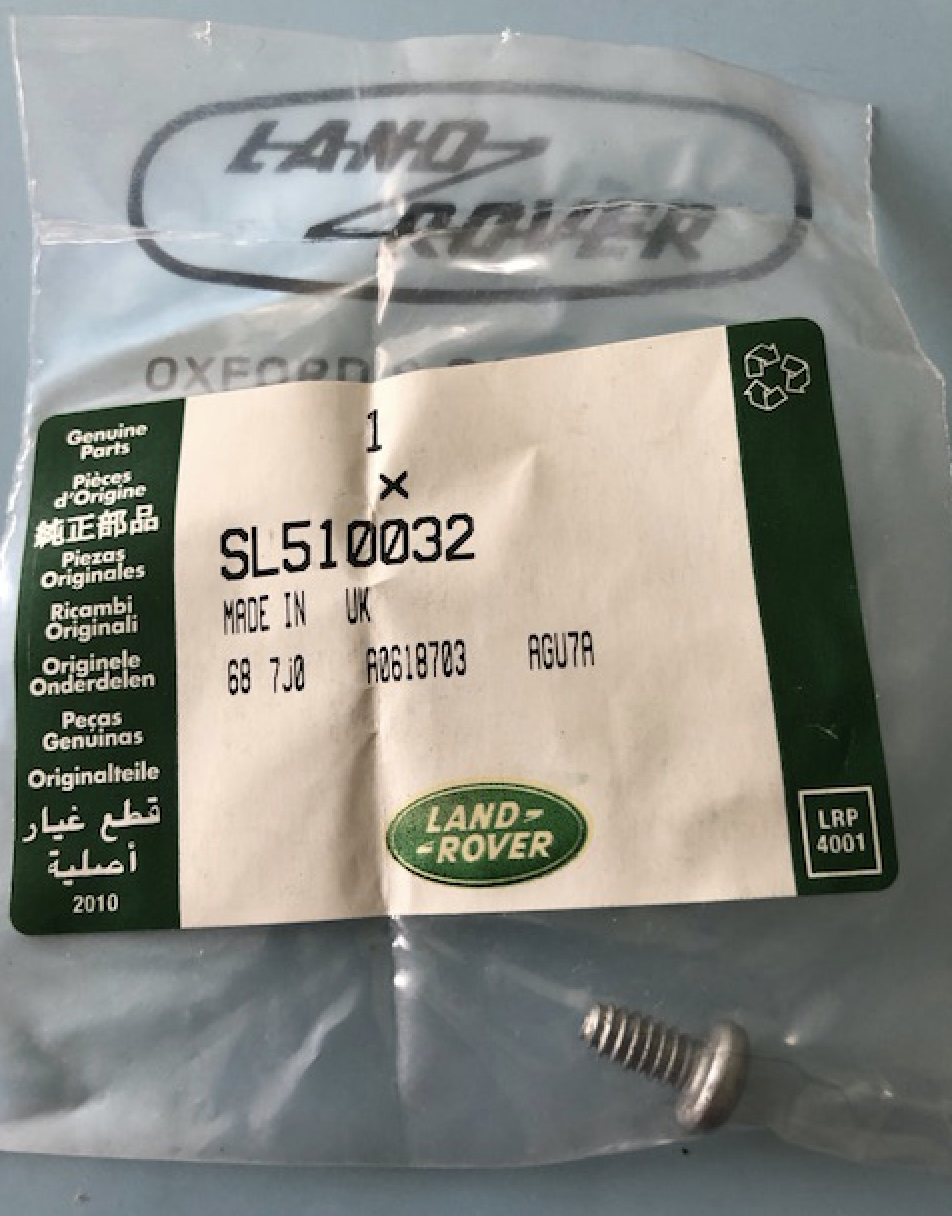 LAND
ROVER
OXFORD
Genuine
Parts
Pièces
d'Origine
純正部品
Piezas
Originales
Ricambi
Originali
Originele
Onderdelen
Peças
Genuinas
Originalteile
قطع غيار
أصلية
2010
1
×
SL510032
MADE IN UK
68 7J0 A0618703 AGU7A
LAND-
-ROVER
LRP
4001